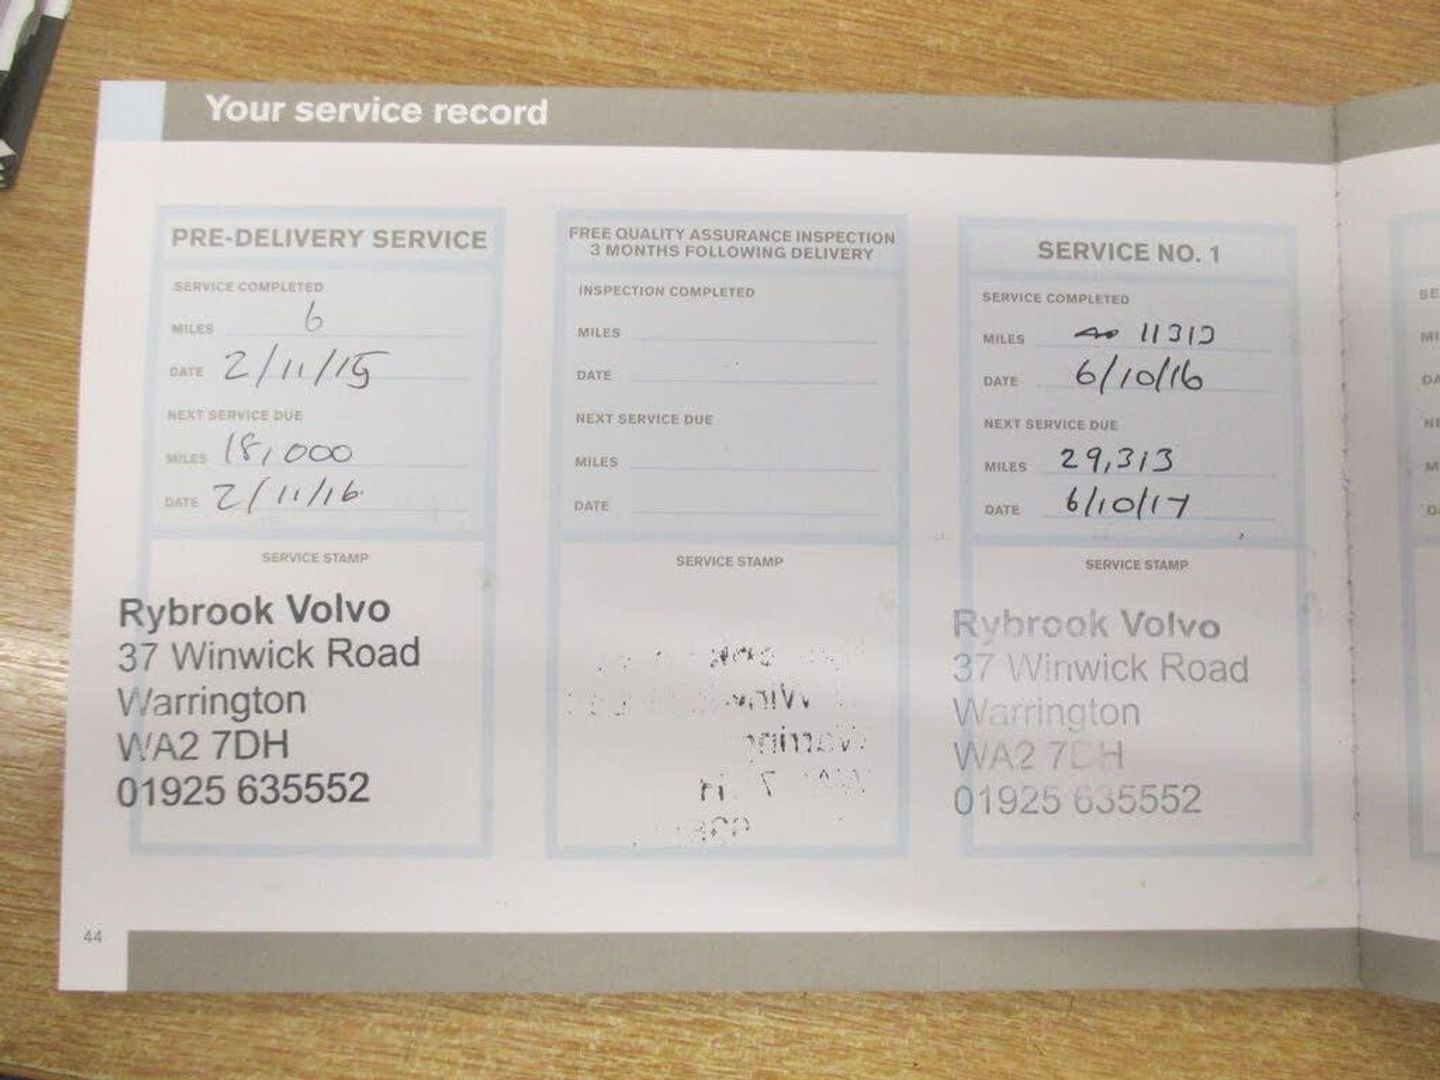 Your service record
PRE-DELIVERY SERVICE
SERVICE COMPLETED
MILES 6
DATE 2/11/15
NEXT SERVICE DUE
MILES 18,000
DATE 2/11/16
SERVICE STAMP
Rybrook Volvo
37 Winwick Road
Warrington
WA2 7DH
01925 635552
FREE QUALITY ASSURANCE INSPECTION
3 MONTHS FOLLOWING DELIVERY
INSPECTION COMPLETED
MILES
DATE
NEXT SERVICE DUE
MILES
DATE
SERVICE STAMP
SERVICE NO. 1
SERVICE COMPLETED
MILES 11313
DATE 6/10/16
NEXT SERVICE DUE
MILES 29,313
DATE 6/10/17
SERVICE STAMP
Rybrook Volvo
37 Winwick Road
Warrington
WA2 7DH
01925 635552
44